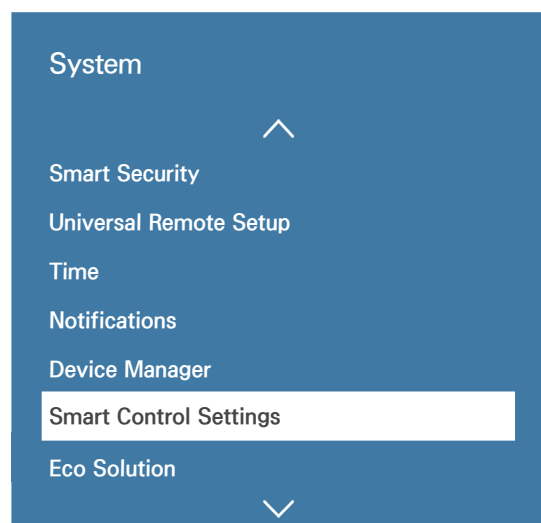 System
Smart Security
Universal Remote Setup
Time
Notifications
Device Manager
Smart Control Settings
Eco Solution